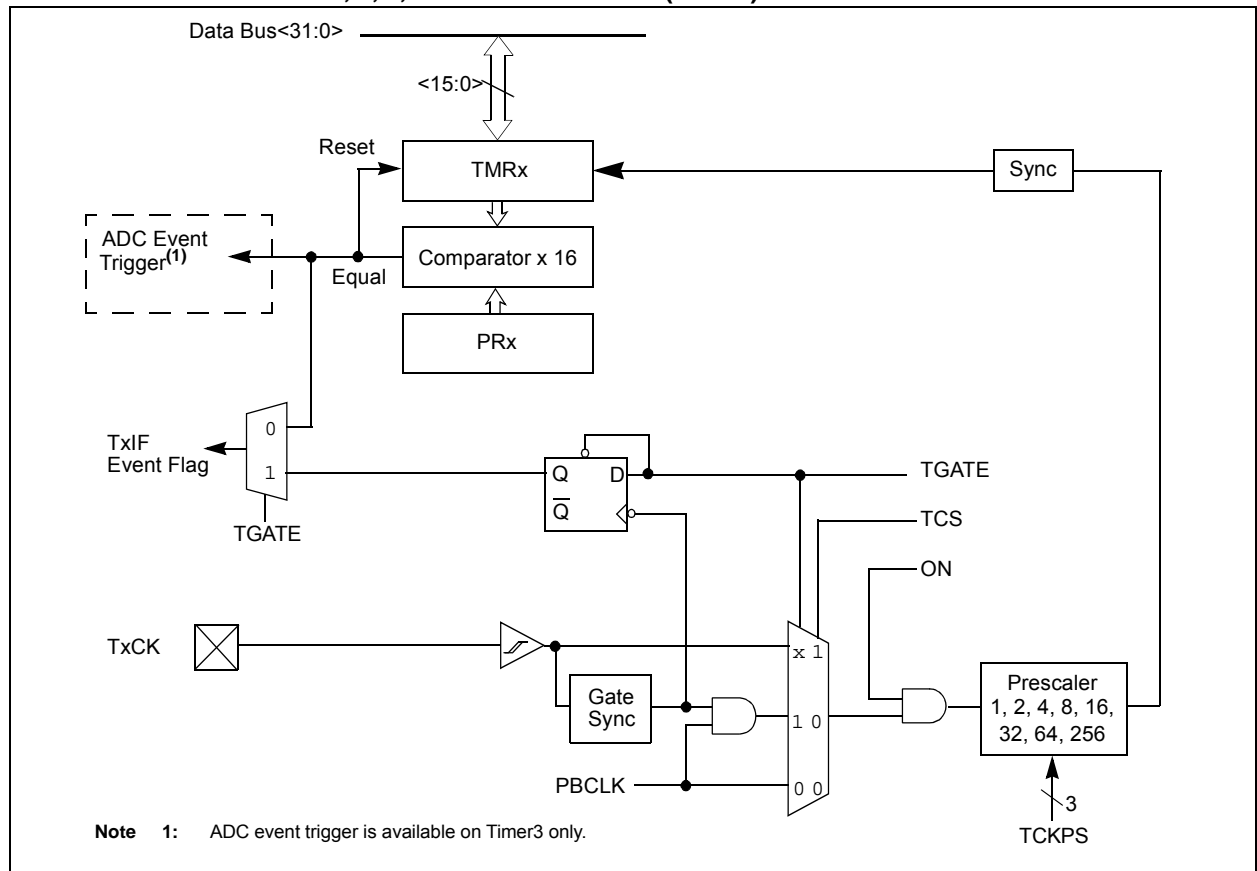 Data Bus<31:0>
<15:0>
Reset
TMRx
Sync
ADC Event
Trigger(1)
Equal
Comparator x 16
PRx
0
1
TxIF
Event Flag
TGATE
Q
D
Q
TGATE
TCS
ON
TxCK
x 1
Gate
Sync
1 0
Prescaler
1, 2, 4, 8, 16,
32, 64, 256
PBCLK
0 0
3
TCKPS
Note 1: ADC event trigger is available on Timer3 only.